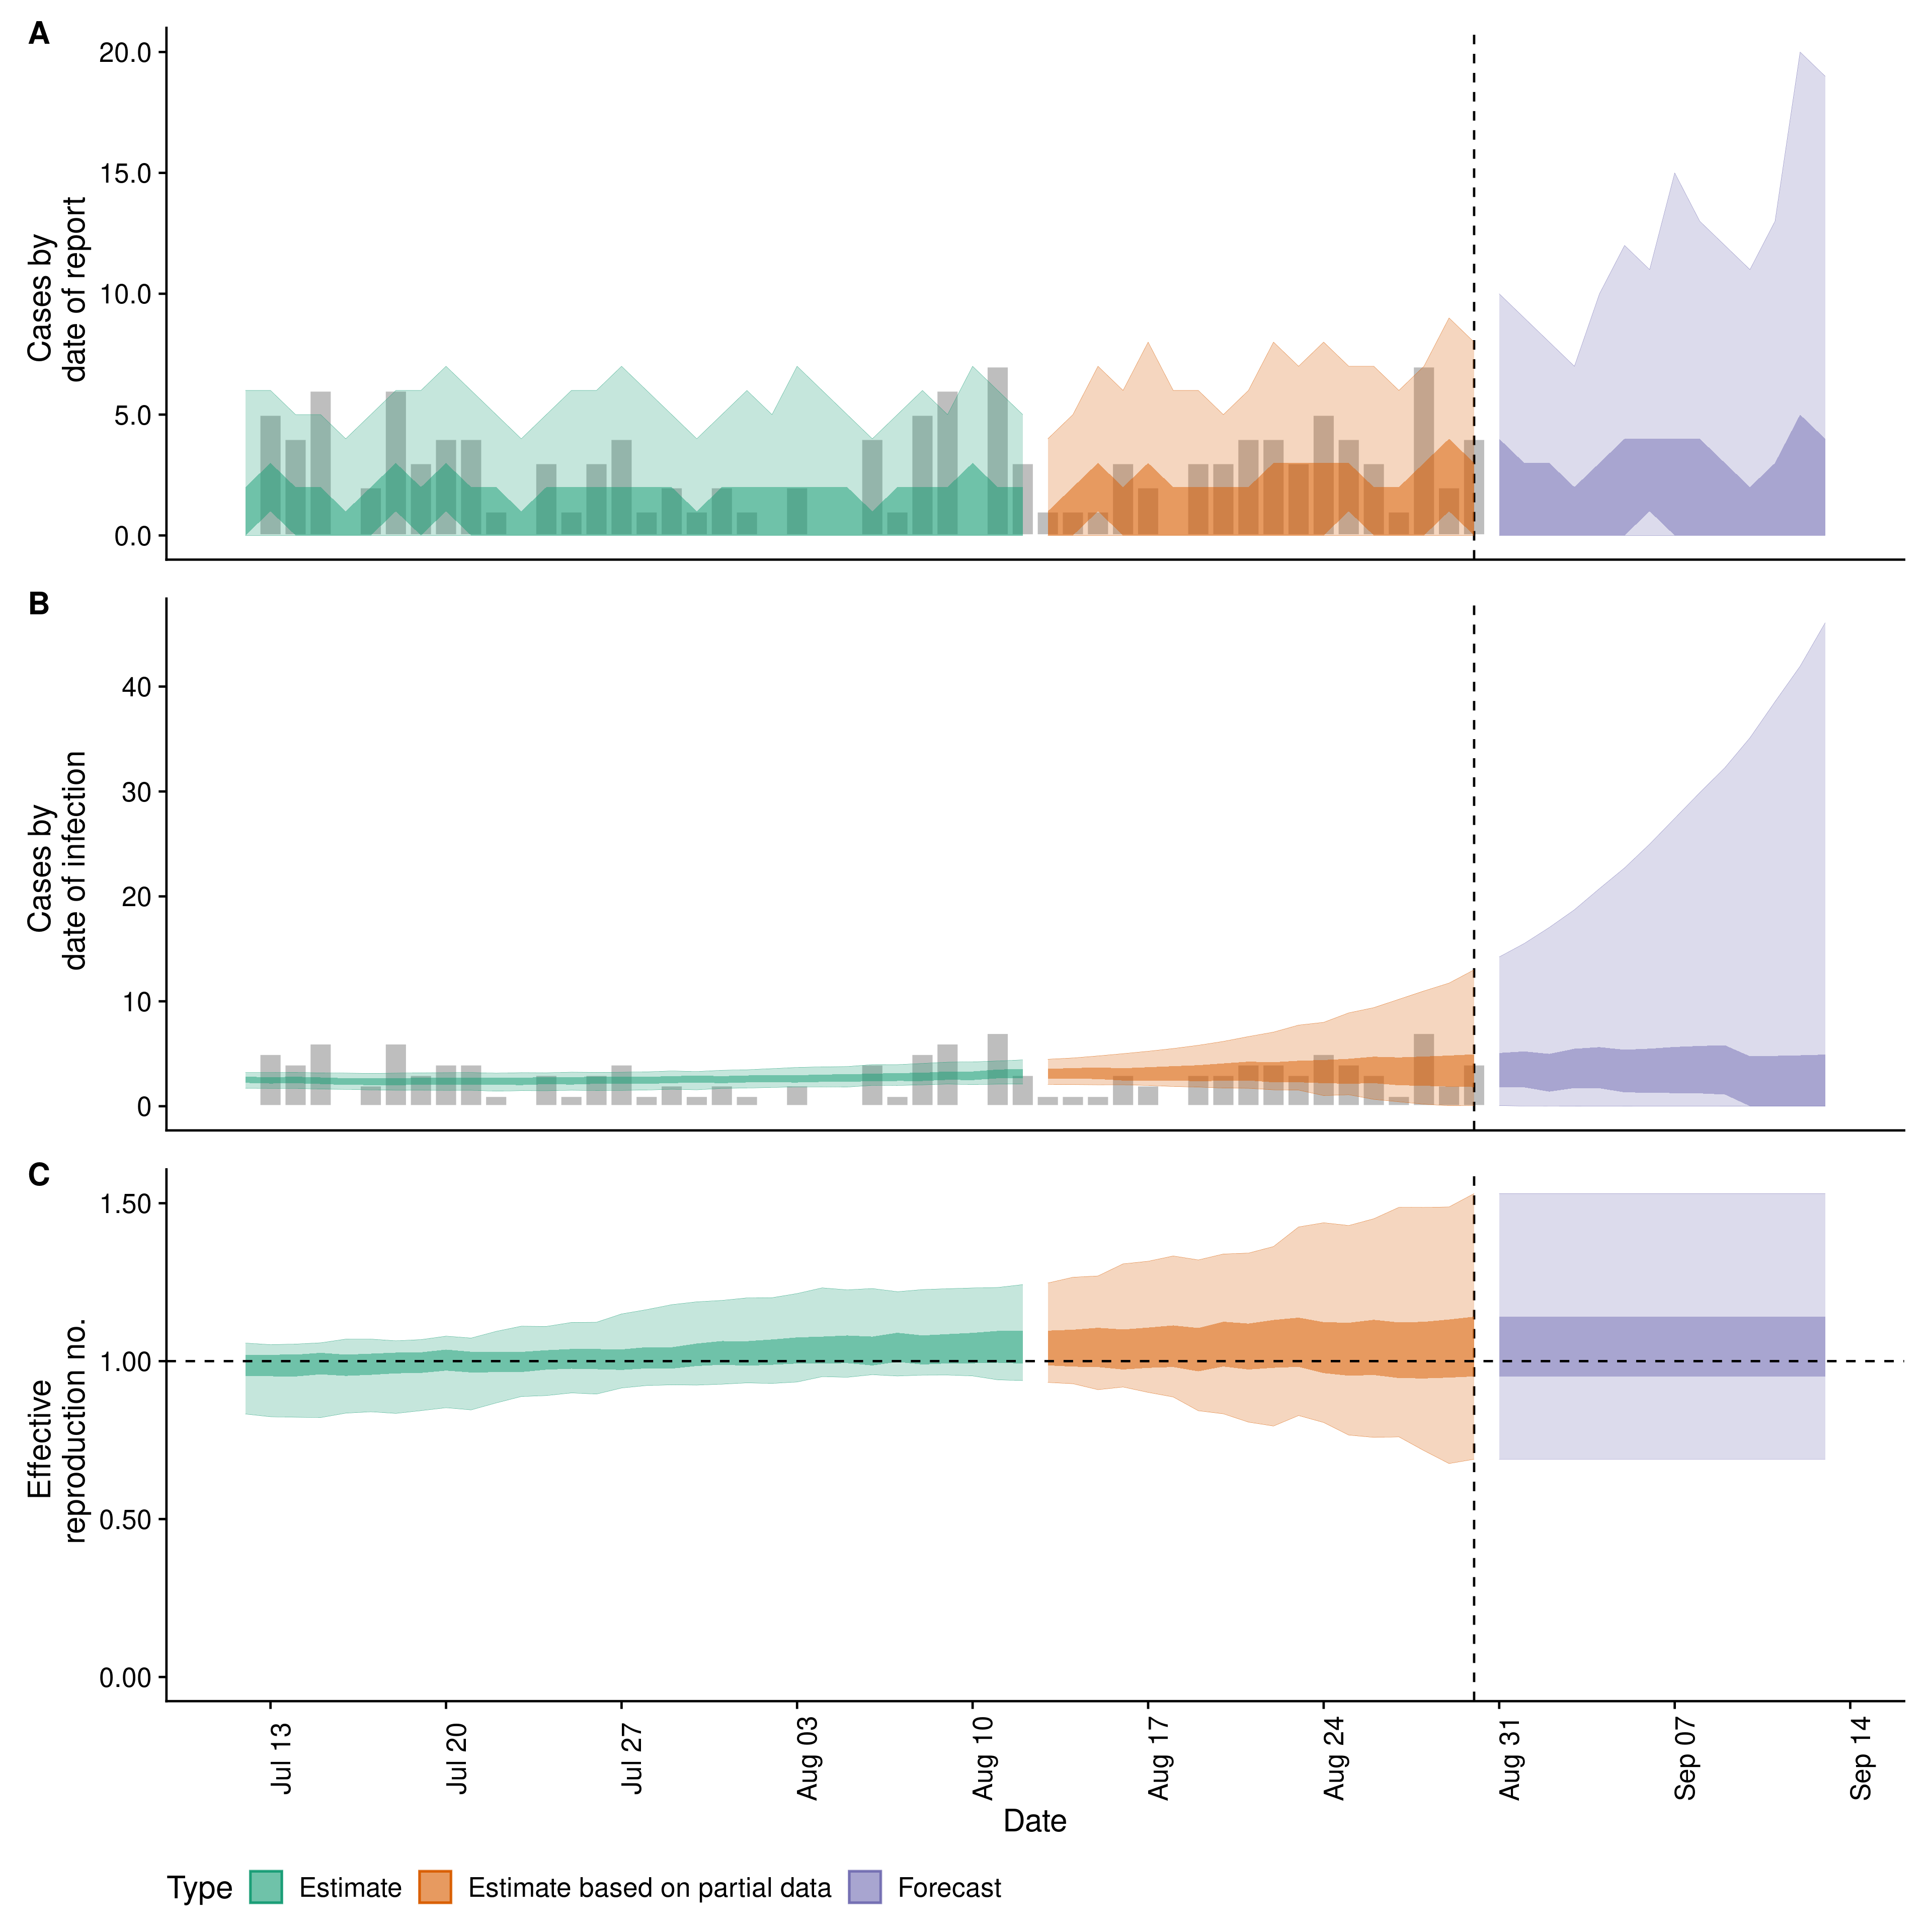 A
20.0
15.0
10.0
5.0
0.0
Cases by
date of report
B
40
30
20
10
0
Cases by
date of infection
C
1.50
1.00
0.50
0.00
Effective
reproduction no.
Jul 13
Jul 20
Jul 27
Aug 03
Aug 10
Aug 17
Aug 24
Aug 31
Sep 07
Sep 14
Date
Type Estimate Estimate based on partial data Forecast